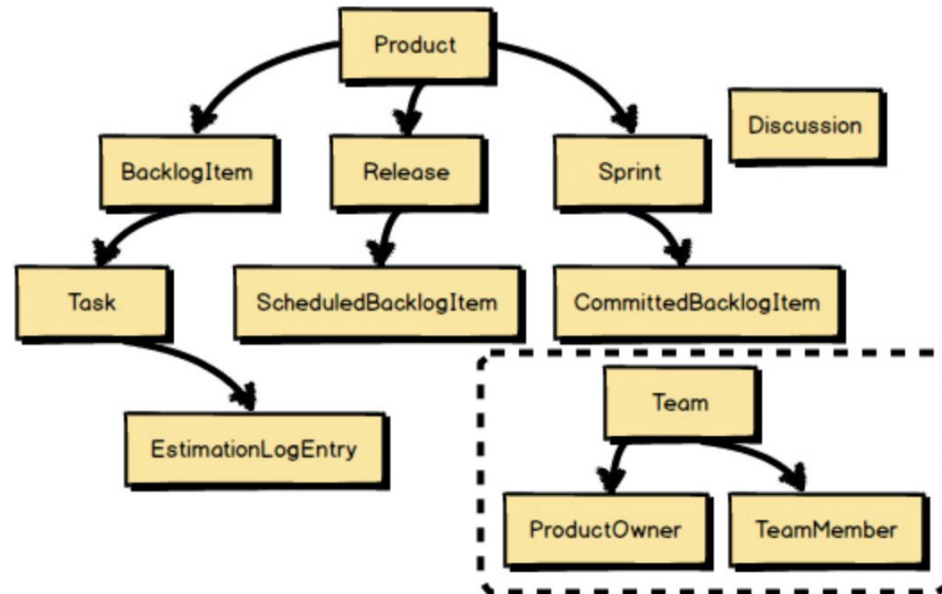 Product
Discussion
BacklogItem
Release
Sprint
Task
ScheduledBacklogItem
CommittedBacklogItem
Team
EstimationLogEntry
ProductOwner
TeamMember